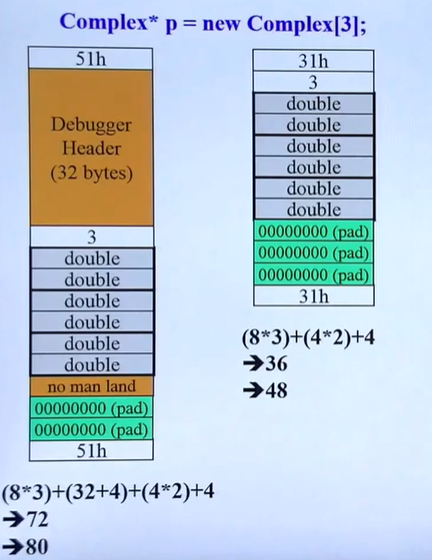 Complex* p = new Complex[3];
51h
Debugger
Header
(32 bytes)
3
double
double
double
double
double
double
no man land
00000000 (pad)
00000000 (pad)
51h
(8*3)+(32+4)+(4*2)+4
➔72
➔80
31h
3
double
double
double
double
double
double
00000000 (pad)
00000000 (pad)
00000000 (pad)
31h
(8*3)+(4*2)+4
➔36
➔48